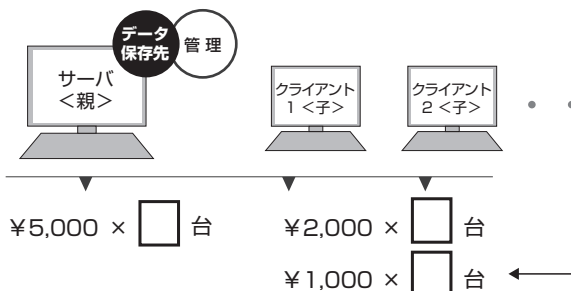 データ
保存先
管理
サーバ
<親>
クライアント
1 <子>
クライアント
2 <子>
¥5,000 × 台
¥2,000 × 台
¥1,000 × 台